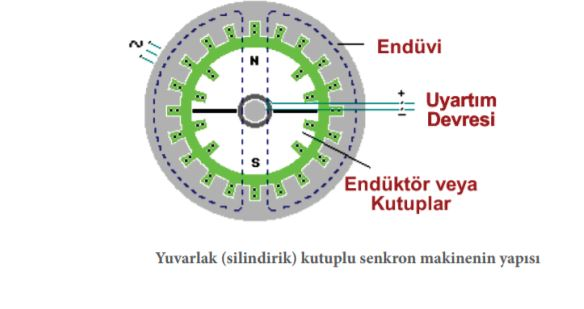 ~
Endüvi
N
+
-
Uyartım
Devresi
S
Endüktör veya
Kutuplar
Yuvarlak (silindirik) kutuplu senkron makinenin yapısı